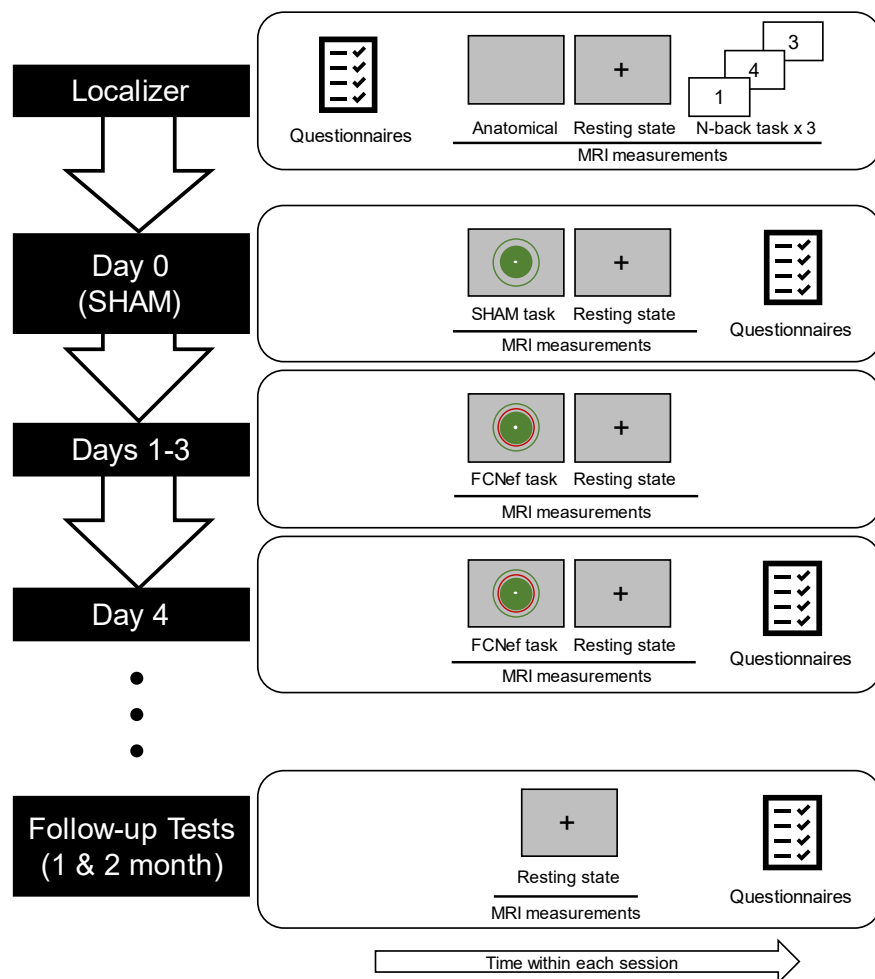 Localizer
Questionnaires
Anatomical
Resting state
1
4
3
N-back task x 3
MRI measurements
Day 0
(SHAM)
SHAM task
Resting state
MRI measurements
Questionnaires
Days 1-3
FCNef task
Resting state
MRI measurements
Day 4
FCNef task
Resting state
MRI measurements
Questionnaires
Follow-up Tests
(1 & 2 month)
Resting state
MRI measurements
Questionnaires
Time within each session